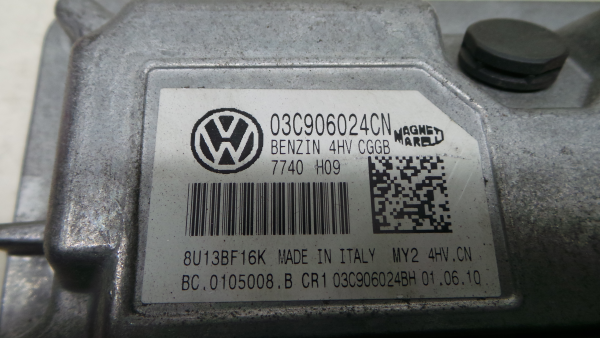 03C906024CN
MAGNETI
MARELLI
BENZIN 4HV CGGB
7740 H09
8U13BF16K MADE IN ITALY MY2 4HV.CN
BC.0105008.B CR1 03C906024BH 01.06.10